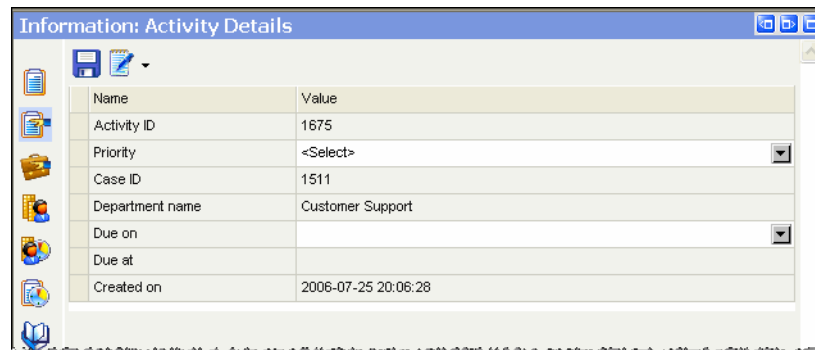 Information: Activity Details
Name Value
Activity ID 1675
Priority <Select>
Case ID 1511
Department name Customer Support
Due on
Due at
Created on 2006-07-25 20:06:28